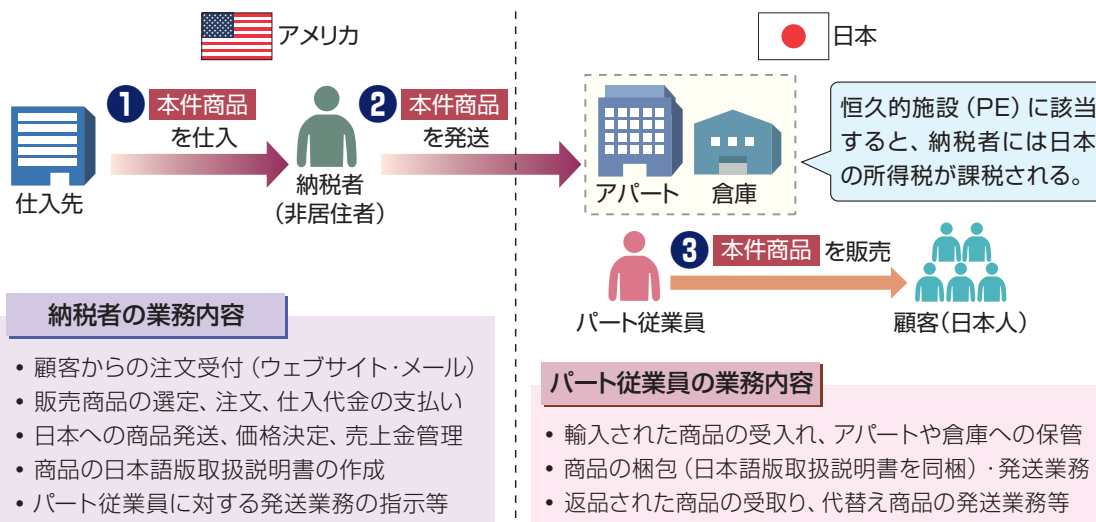 アメリカ
日本
❶ 本件商品
を仕入
❷ 本件商品
を発送
仕入先
納税者
(非居住者)
アパート
倉庫
恒久的施設(PE)に該当
すると、納税者には日本
の所得税が課税される。
❸ 本件商品 を販売
パート従業員
顧客(日本人)
納税者の業務内容
• 顧客からの注文受付(ウェブサイト・メール)
• 販売商品の選定、注文、仕入代金の支払い
• 日本への商品発送、価格決定、売上金管理
• 商品の日本語版取扱説明書の作成
• パート従業員に対する発送業務の指示等
パート従業員の業務内容
• 輸入された商品の受入れ、アパートや倉庫への保管
• 商品の梱包(日本語版取扱説明書を同梱)・発送業務
• 返品された商品の受取り、代替え商品の発送業務等